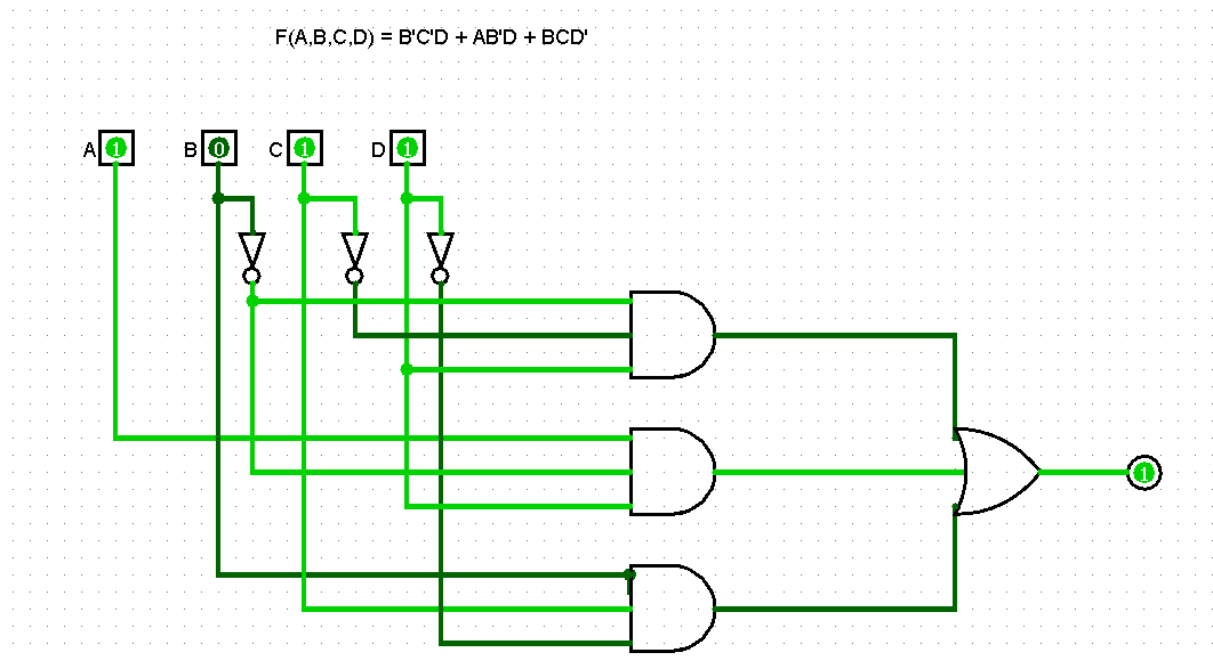 F(A,B,C,D) = B'C'D + AB'D + BCD'
A 1 B 0 C 1 D 1
1